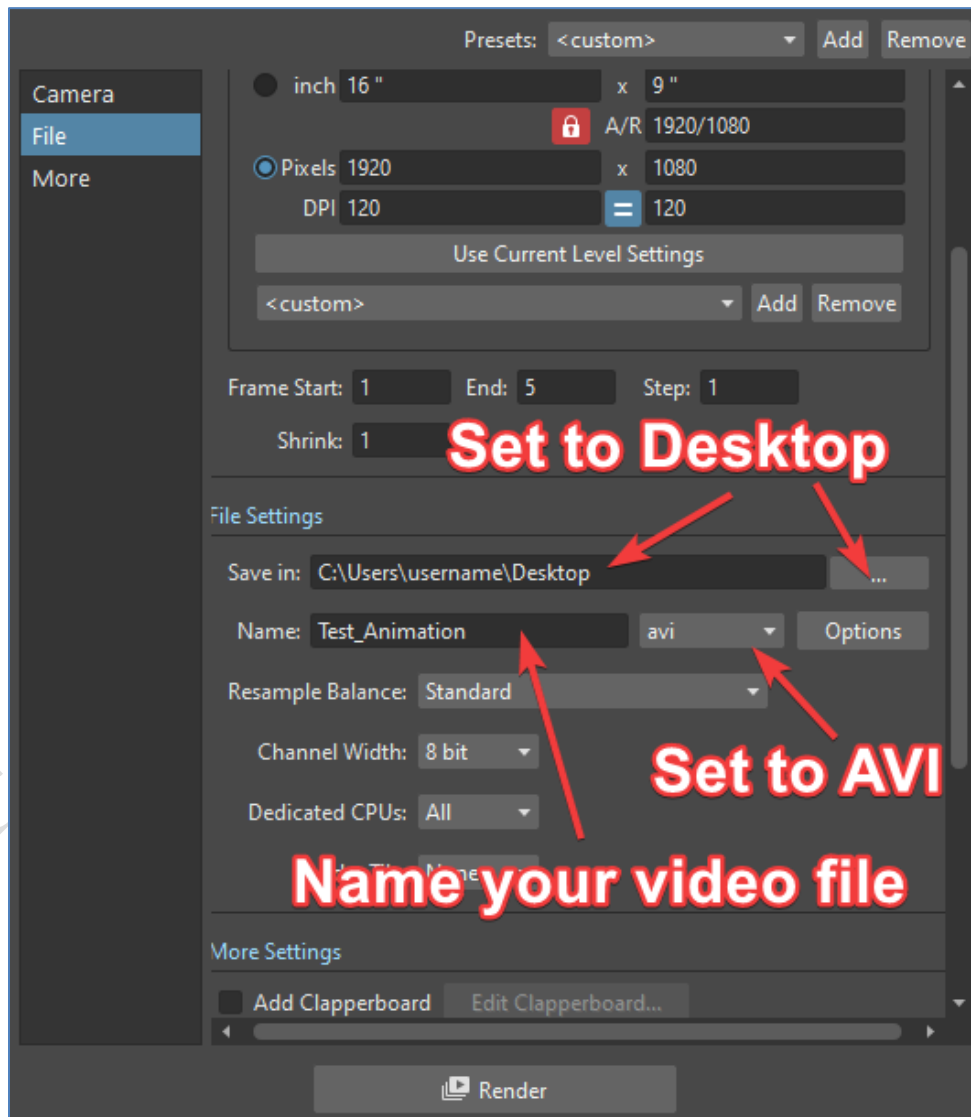 Presets: <custom> Add Remove
Camera
File
More
inch 16 " x 9 "
A/R 1920/1080
Pixels 1920 x 1080
DPI 120 = 120
Use Current Level Settings
<custom> Add Remove
Frame Start: 1 End: 5 Step: 1
Shrink: 1
Set to Desktop
File Settings
Save in: C:\Users\username\Desktop ...
Name: Test_Animation avi Options
Resample Balance: Standard
Channel Width: 8 bit
Set to AVI
Dedicated CPUs: All
Name your video file
More Settings
Add Clapperboard Edit Clapperboard...
Render